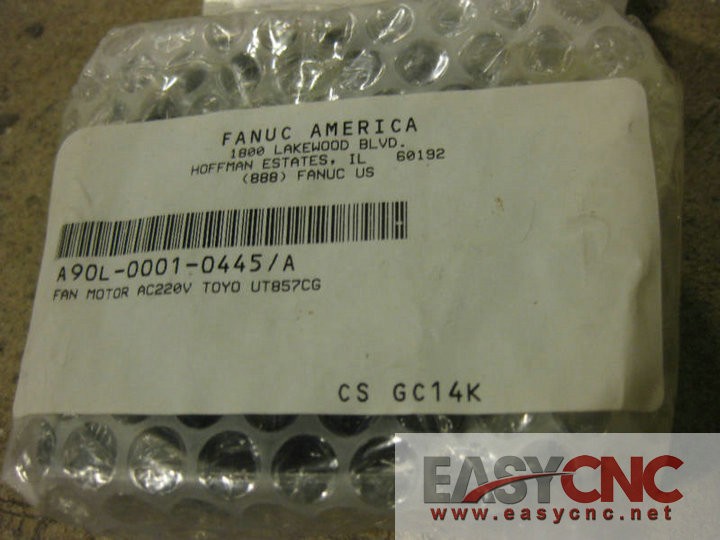 FANUC AMERICA
1800 LAKEWOOD BLVD.
HOFFMAN ESTATES, IL 60192
(888) FANUC US
A90L-0001-0445/A
FAN MOTOR AC220V TOYO UT857CG
CS GC14K
EASYCNC
www.easycnc.net